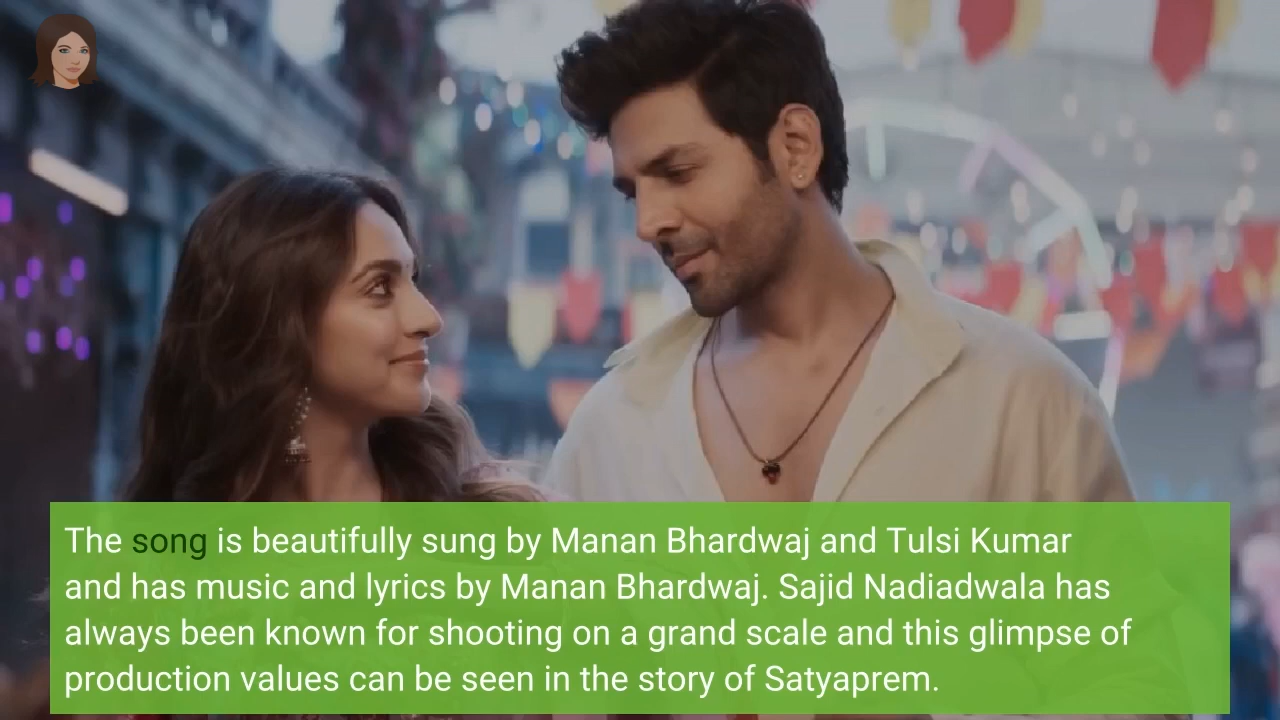 The song is beautifully sung by Manan Bhardwaj and Tulsi Kumar
and has music and lyrics by Manan Bhardwaj. Sajid Nadiadwala has
always been known for shooting on a grand scale and this glimpse of
production values can be seen in the story of Satyaprem.